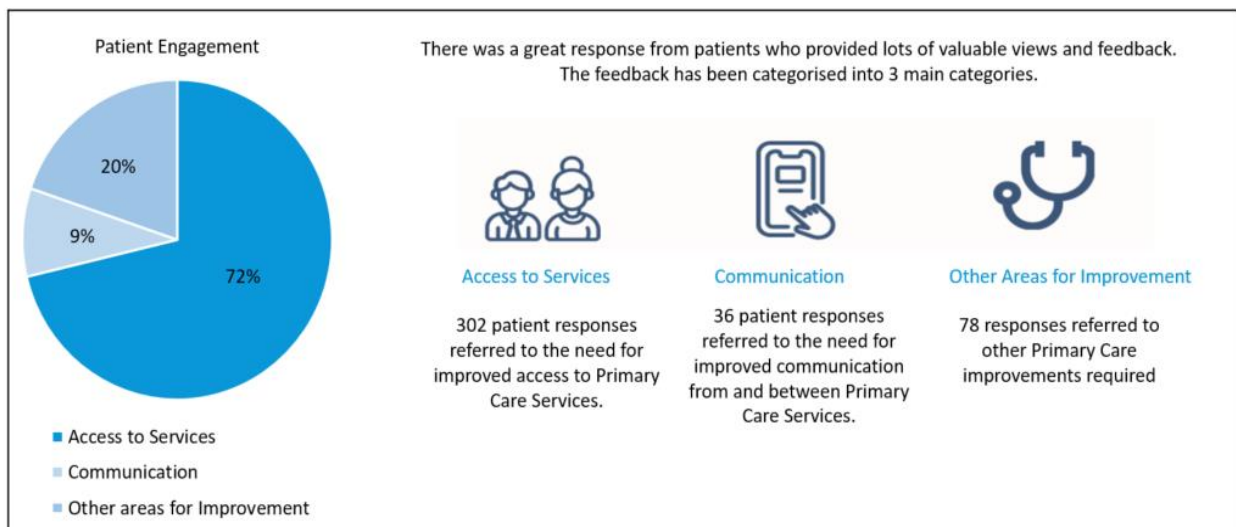 Patient Engagement
20%
9%
72%
Access to Services
Communication
Other areas for Improvement
There was a great response from patients who provided lots of valuable views and feedback.
The feedback has been categorised into 3 main categories.
Access to Services
302 patient responses
referred to the need for
improved access to Primary
Care Services.
Communication
36 patient responses
referred to the need for
improved communication
from and between Primary
Care Services.
Other Areas for Improvement
78 responses referred to
other Primary Care
improvements required